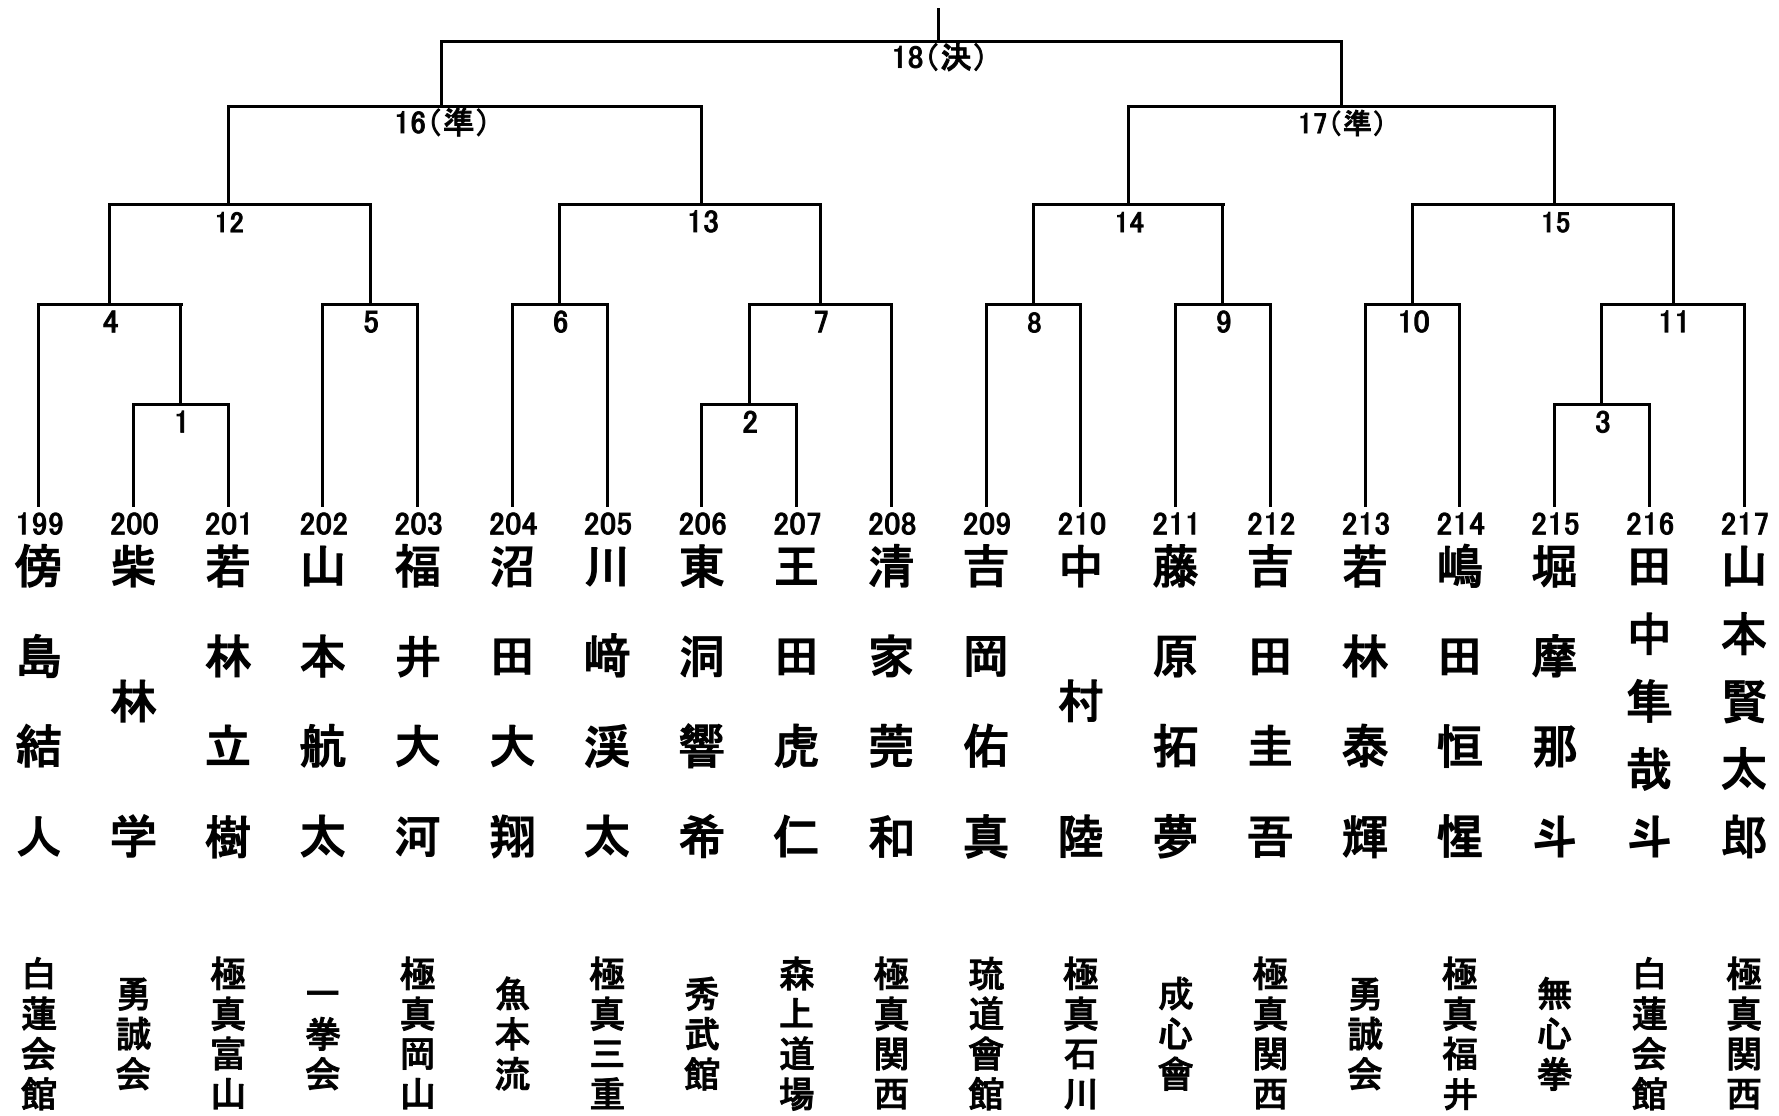 18(決)
16(準)
17(準)
12
13
14
15
4
5
6
7
8
9
10
11
1
2
3
199
傍島結人
白蓮会館
200
柴林学
勇誠会
201
若林立樹
極真富山
202
山本航太
一拳会
203
福井大河
極真岡山
204
沼田大翔
魚本流
205
川﨑渓太
極真三重
206
東洞響希
秀武館
207
王田虎仁
森上道場
208
清家莞和
極真関西
209
吉岡佑真
琉道會館
210
中村陸
極真石川
211
藤原拓夢
成心會
212
吉田圭吾
極真関西
213
若林泰輝
勇誠会
214
嶋田恒惺
極真福井
215
堀摩那斗
無心拳
216
田中隼哉斗
白蓮会館
217
山本賢太郎
極真関西